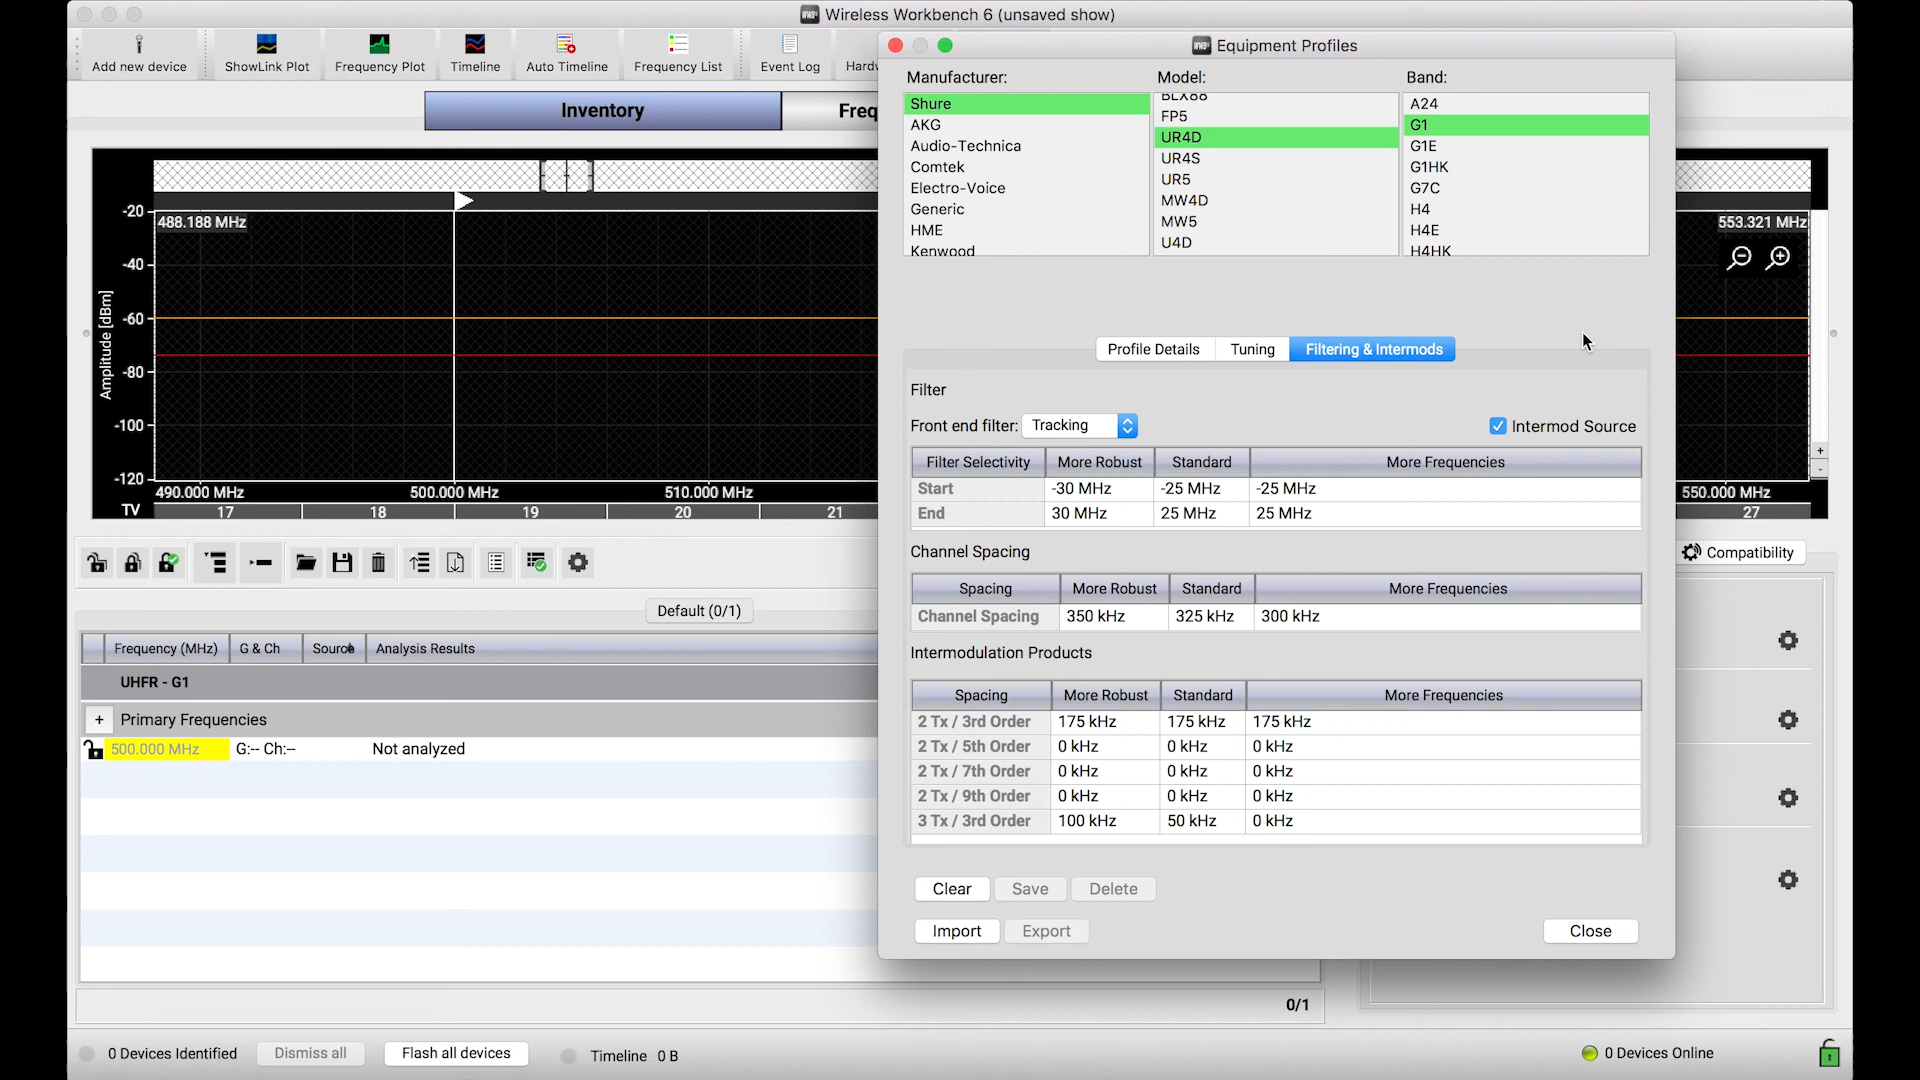 Wireless Workbench 6 (unsaved show)
Add new device
ShowLink Plot
Frequency Plot
Timeline
Auto Timeline
Frequency List
Event Log
Hardw
Inventory
Freq
-20
-40
-60
-80
-100
-120
Amplitude [dBm]
488.188 MHz
553.321 MHz
490.000 MHz
500.000 MHz
510.000 MHz
550.000 MHz
TV
17
18
19
20
21
27
+
-
Compatibility
Default (0/1)
Frequency (MHz)
G & Ch
Source
Analysis Results
UHFR - G1
+
Primary Frequencies
500.000 MHz
G:-- Ch:--
Not analyzed
0/1
0 Devices Identified
Dismiss all
Flash all devices
Timeline 0 B
0 Devices Online
Equipment Profiles
Manufacturer:
Shure
AKG
Audio-Technica
Comtek
Electro-Voice
Generic
HME
Kenwood
Model:
BLX88
FP5
UR4D
UR4S
UR5
MW4D
MW5
U4D
Band:
A24
G1
G1E
G1HK
G7C
H4
H4E
H4HK
Profile Details
Tuning
Filtering & Intermods
Filter
Front end filter: Tracking
Intermod Source
Filter Selectivity More Robust Standard More Frequencies
Start -30 MHz -25 MHz -25 MHz
End 30 MHz 25 MHz 25 MHz
Channel Spacing
Spacing More Robust Standard More Frequencies
Channel Spacing 350 kHz 325 kHz 300 kHz
Intermodulation Products
Spacing More Robust Standard More Frequencies
2 Tx / 3rd Order 175 kHz 175 kHz 175 kHz
2 Tx / 5th Order 0 kHz 0 kHz 0 kHz
2 Tx / 7th Order 0 kHz 0 kHz 0 kHz
2 Tx / 9th Order 0 kHz 0 kHz 0 kHz
3 Tx / 3rd Order 100 kHz 50 kHz 0 kHz
Clear
Save
Delete
Import
Export
Close